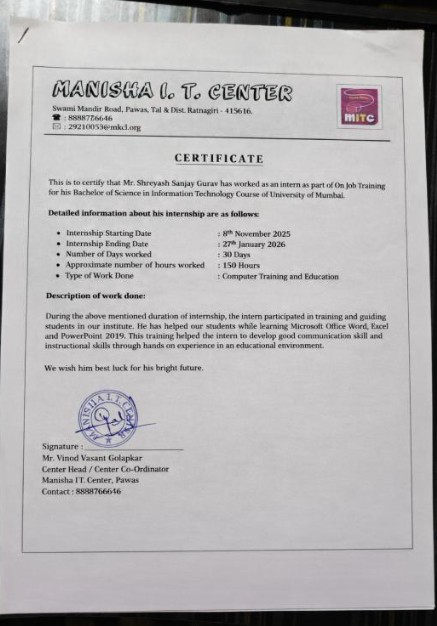 MANISHA I. T. CENTER
Swami Mandir Road, Pawas, Tal & Dist. Ratnagiri - 415616.
☎ : 8888766646
✉ : 29210053@mkcl.org
MITC
CERTIFICATE
This is to certify that Mr. Shreyash Sanjay Gurav has worked as an intern as part of On Job Training
for his Bachelor of Science in Information Technology Course of University of Mumbai.
Detailed information about his internship are as follows:
• Internship Starting Date : 8th November 2025
• Internship Ending Date : 27th January 2026
• Number of Days worked : 30 Days
• Approximate number of hours worked : 150 Hours
• Type of Work Done : Computer Training and Education
Description of work done:
During the above mentioned duration of internship, the intern participated in training and guiding
students in our institute. He has helped our students while learning Microsoft Office Word, Excel
and PowerPoint 2019. This training helped the intern to develop good communication skill and
instructional skills through hands on experience in an educational environment.
We wish him best luck for his bright future.
MANISHA I.T. CENTER
Signature :
Mr. Vinod Vasant Golapkar
Center Head / Center Co-Ordinator
Manisha I.T. Center, Pawas
Contact : 8888766646